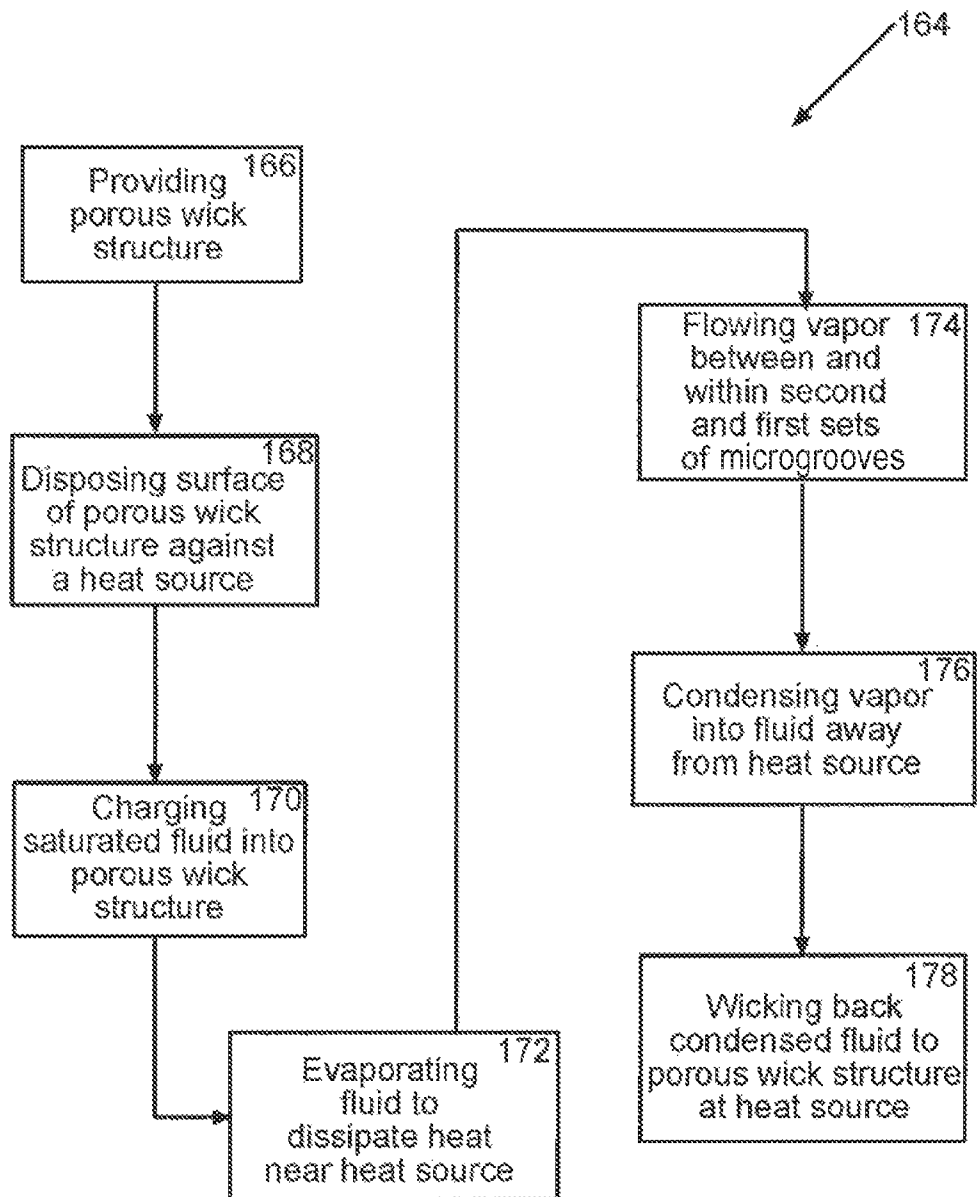 164
166
Providing
porous wick
structure
168
Disposing surface
of porous wick
structure against
a heat source
170
Charging
saturated fluid into
porous wick
structure
172
Evaporating
fluid to
dissipate heat
near heat source
Flowing vapor 174
between and
within second
and first sets
of microgrooves
176
Condensing vapor
into fluid away
from heat source
178
Wicking back
condensed fluid to
porous wick structure
at heat source